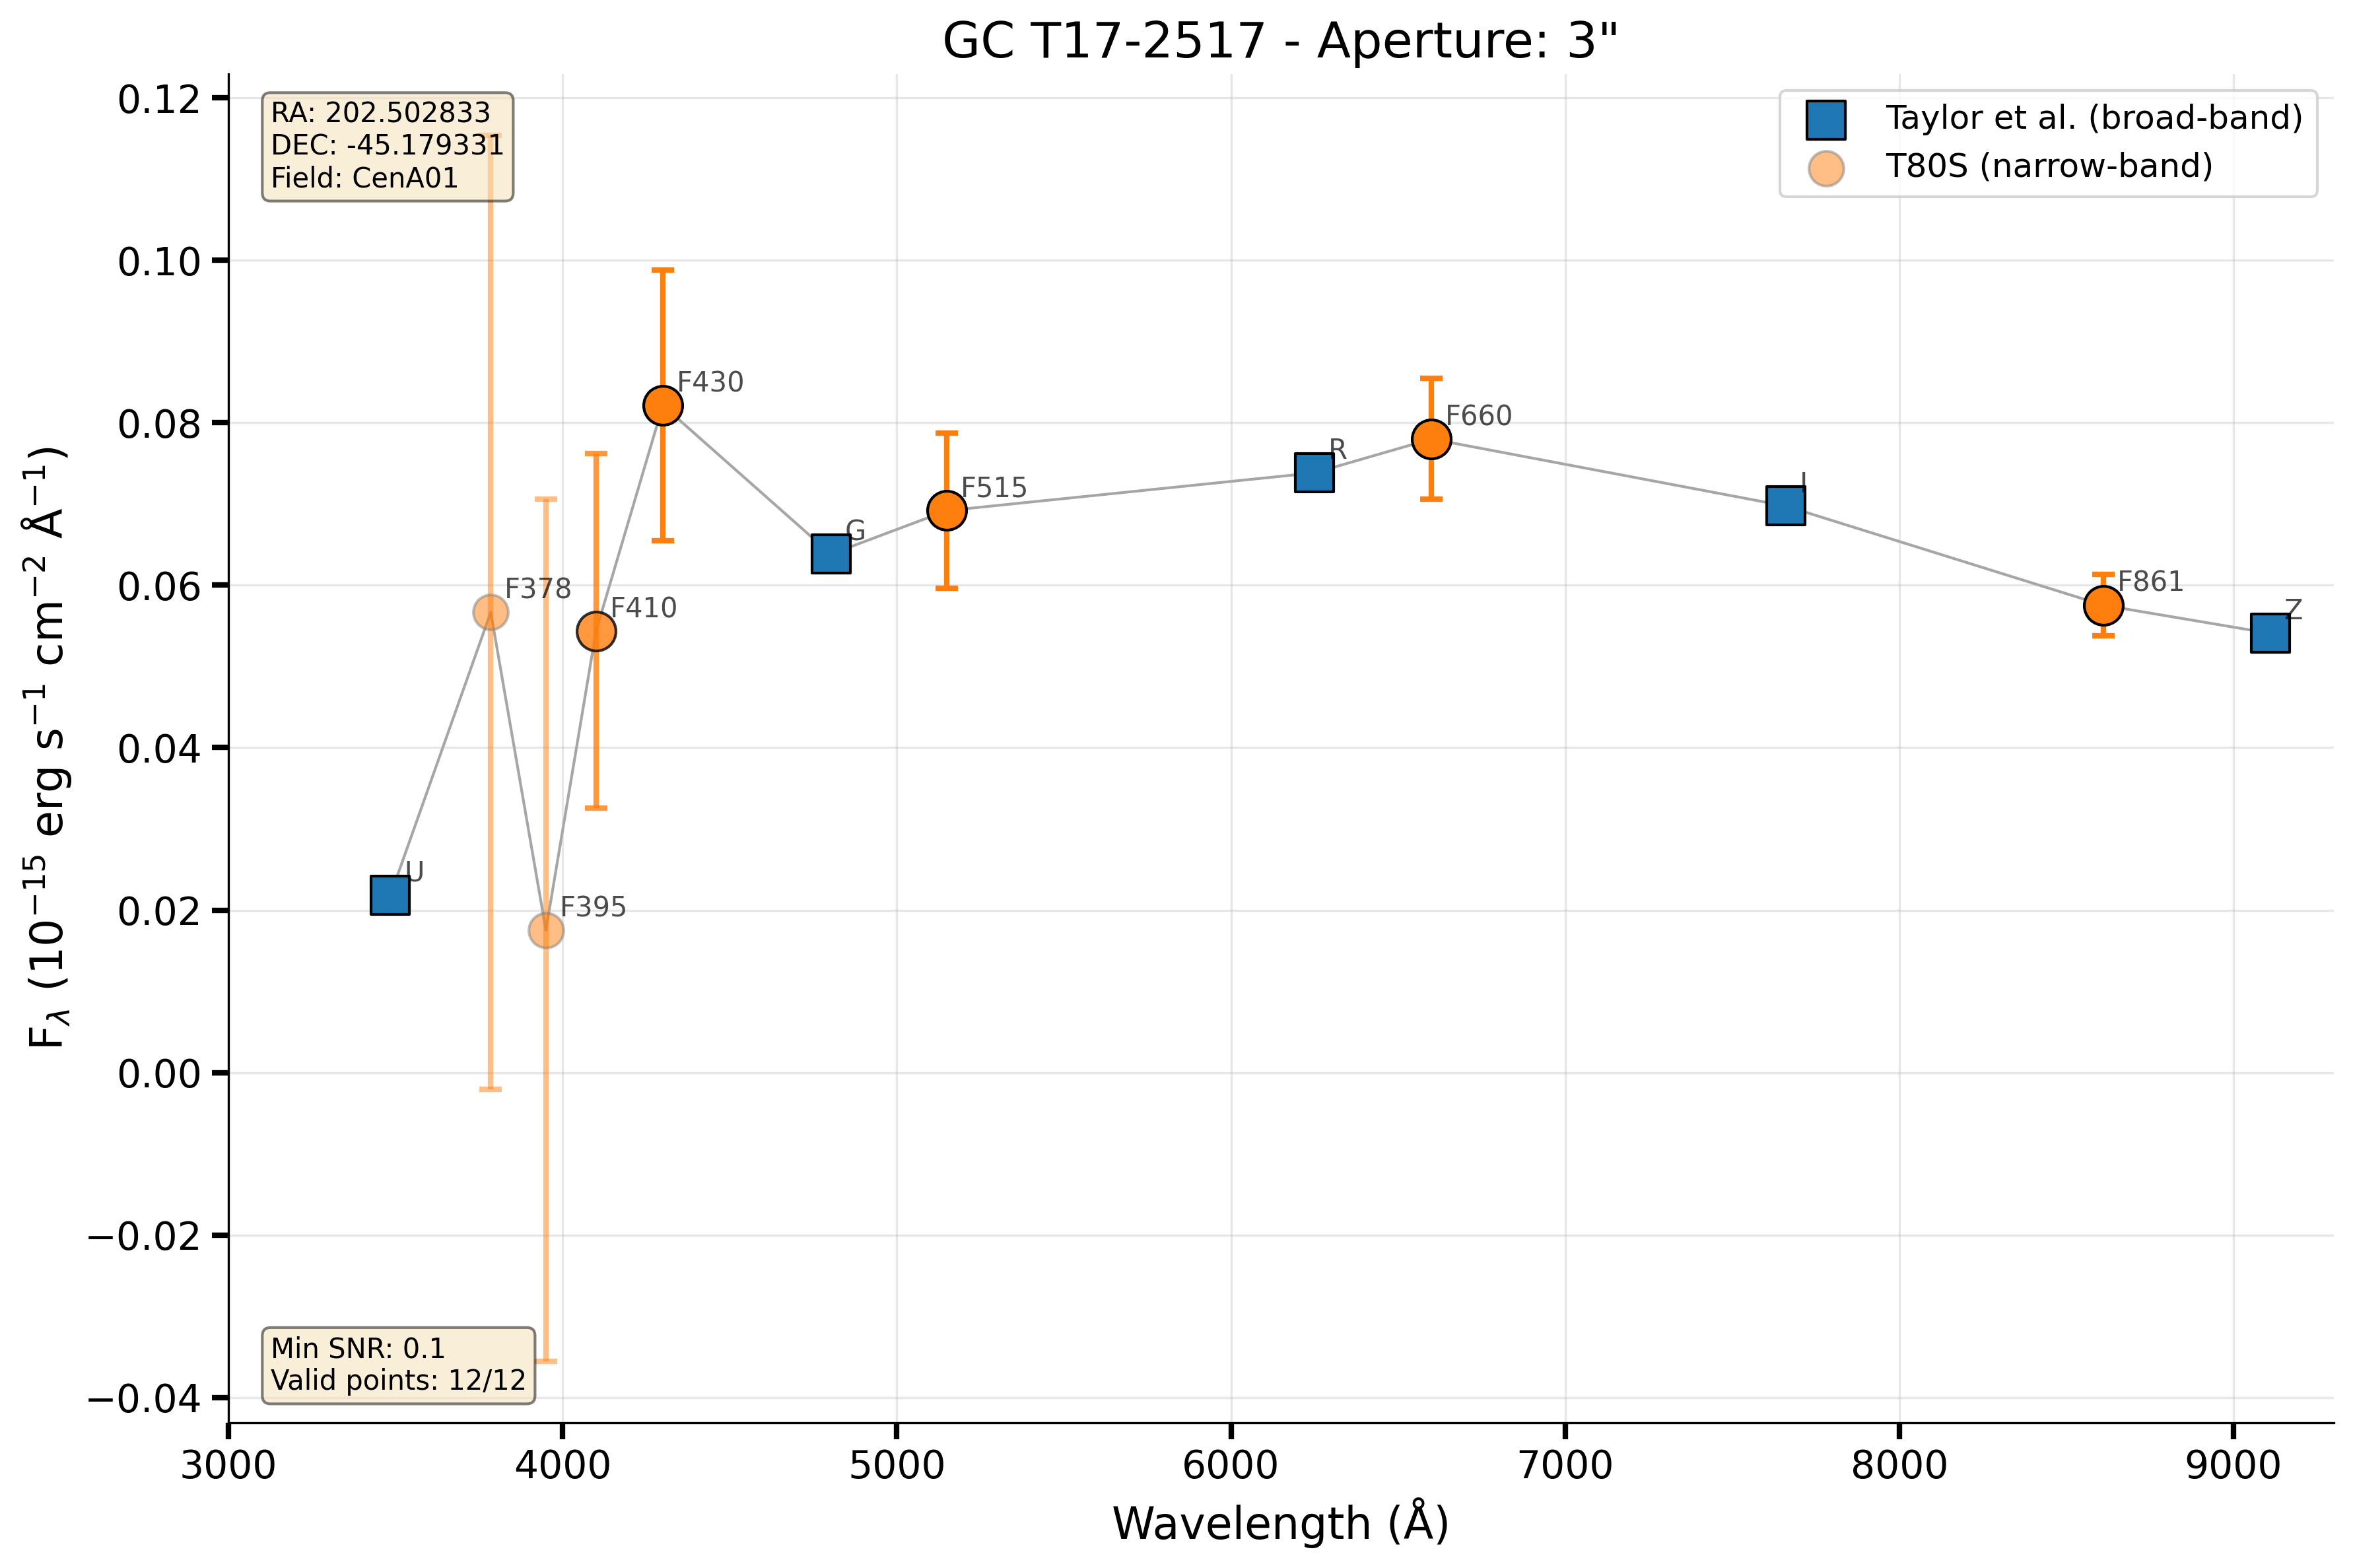 GC T17-2517 - Aperture: 3"
RA: 202.502833
DEC: -45.179331
Field: CenA01
Taylor et al. (broad-band)
T80S (narrow-band)
0.12
0.10
0.08
0.06
0.04
0.02
0.00
−0.02
−0.04
F_λ (10⁻¹⁵ erg s⁻¹ cm⁻² Å⁻¹)
U
F378
F395
F410
F430
G
F515
R
F660
I
F861
Z
Min SNR: 0.1
Valid points: 12/12
3000 4000 5000 6000 7000 8000 9000
Wavelength (Å)